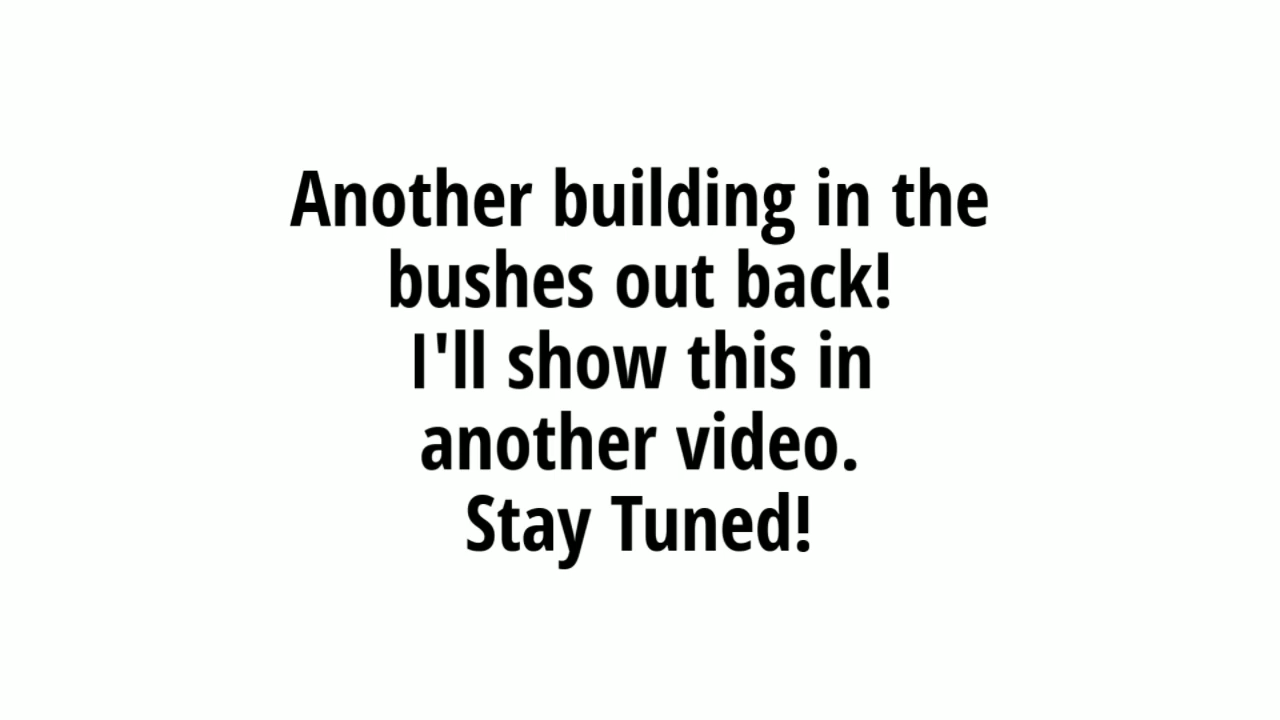 Another building in the
bushes out back!
I'll show this in
another video.
Stay Tuned!